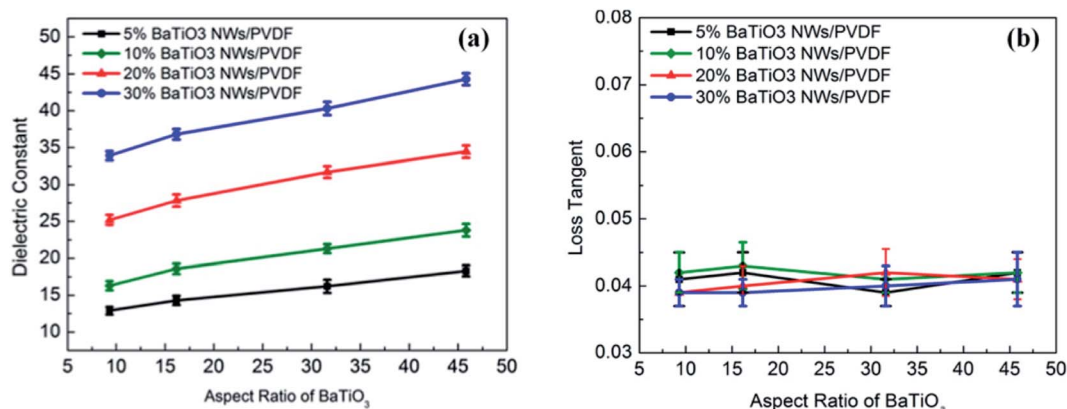 (a)
5% BaTiO3 NWs/PVDF
10% BaTiO3 NWs/PVDF
20% BaTiO3 NWs/PVDF
30% BaTiO3 NWs/PVDF
Dielectric Constant
50
45
40
35
30
25
20
15
10
5 10 15 20 25 30 35 40 45 50
Aspect Ratio of BaTiO₃
(b)
5% BaTiO3 NWs/PVDF
10% BaTiO3 NWs/PVDF
20% BaTiO3 NWs/PVDF
30% BaTiO3 NWs/PVDF
Loss Tangent
0.08
0.07
0.06
0.05
0.04
0.03
5 10 15 20 25 30 35 40 45 50
Aspect Ratio of BaTiO₃